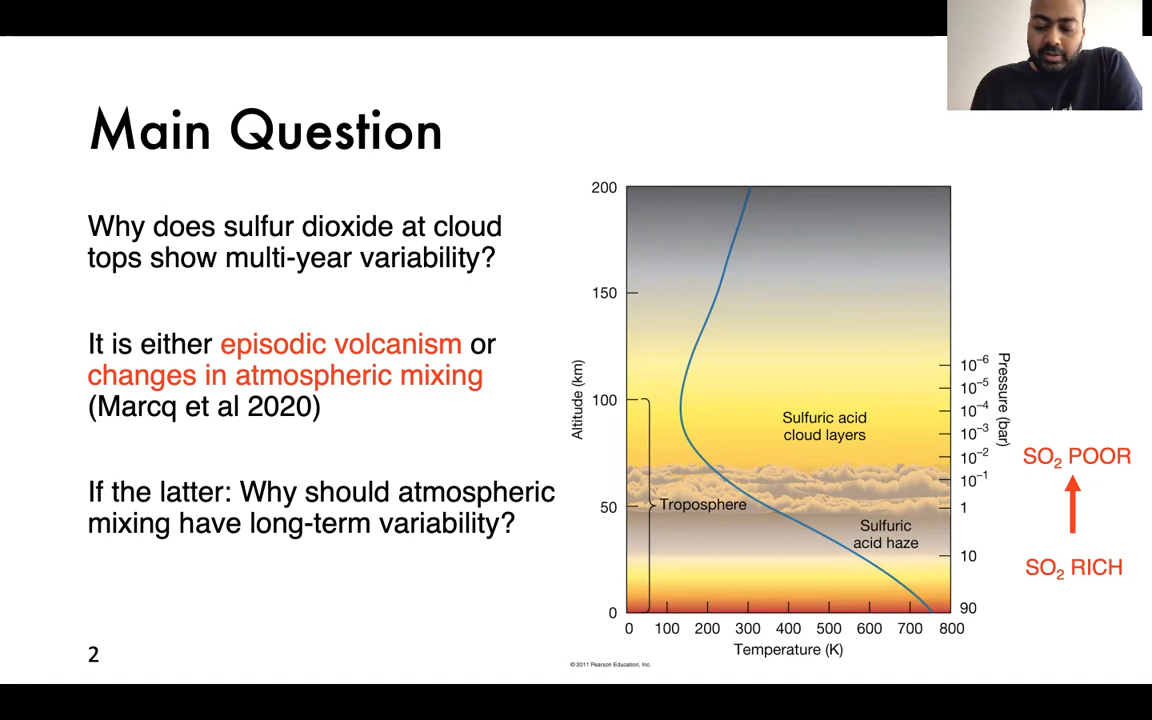 Main Question
Why does sulfur dioxide at cloud
tops show multi-year variability?
It is either episodic volcanism or
changes in atmospheric mixing
(Marcq et al 2020)
If the latter: Why should atmospheric
mixing have long-term variability?
2
200
150
100
50
0
Altitude (km)
Troposphere
Sulfuric acid
cloud layers
Sulfuric
acid haze
10⁻⁶
10⁻⁵
10⁻⁴
10⁻³
10⁻²
10⁻¹
1
10
90
Pressure (bar)
0 100 200 300 400 500 600 700 800
Temperature (K)
© 2011 Pearson Education, Inc.
SO₂ POOR
SO₂ RICH